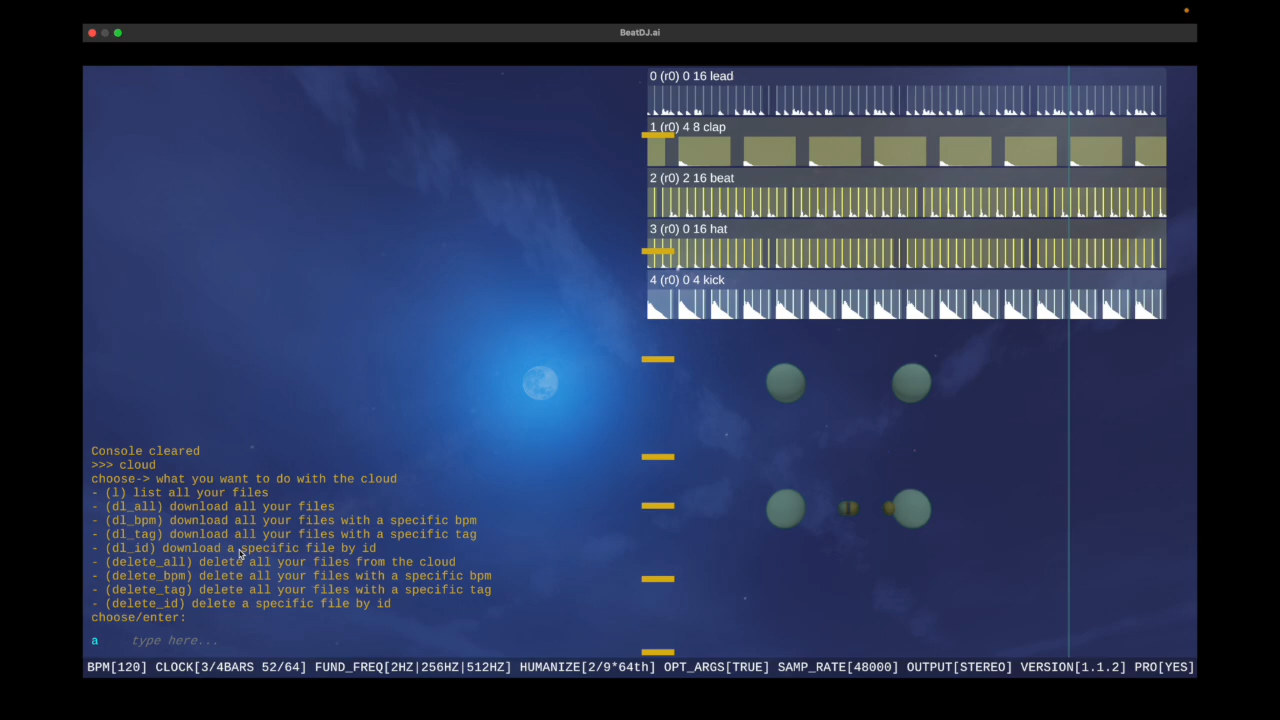 BeatDJ.ai
0 (r0) 0 16 lead
1 (r0) 4 8 clap
2 (r0) 2 16 beat
3 (r0) 0 16 hat
4 (r0) 0 4 kick
Console cleared
>>> cloud
choose-> what you want to do with the cloud
- (l) list all your files
- (dl_all) download all your files
- (dl_bpm) download all your files with a specific bpm
- (dl_tag) download all your files with a specific tag
- (dl_id) download a specific file by id
- (delete_all) delete all your files from the cloud
- (delete_bpm) delete all your files with a specific bpm
- (delete_tag) delete all your files with a specific tag
- (delete_id) delete a specific file by id
choose/enter:
a type here...
BPM[120] CLOCK[3/4BARS 52/64] FUND_FREQ[2HZ|256HZ|512HZ] HUMANIZE[2/9*64th] OPT_ARGS[TRUE] SAMP_RATE[48000] OUTPUT[STEREO] VERSION[1.1.2] PRO[YES]